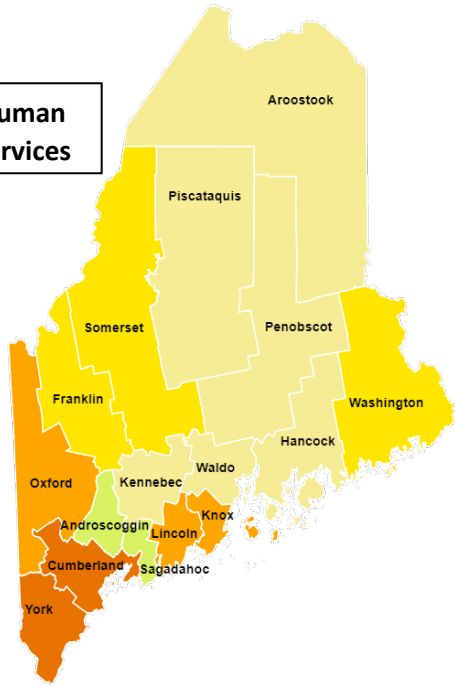 Aroostook
uman
rvices
Piscataquis
Somerset
Penobscot
Franklin
Washington
Hancock
Waldo
Oxford
Kennebec
Knox
Androscoggin
Lincoln
Cumberland
Sagadahoc
York